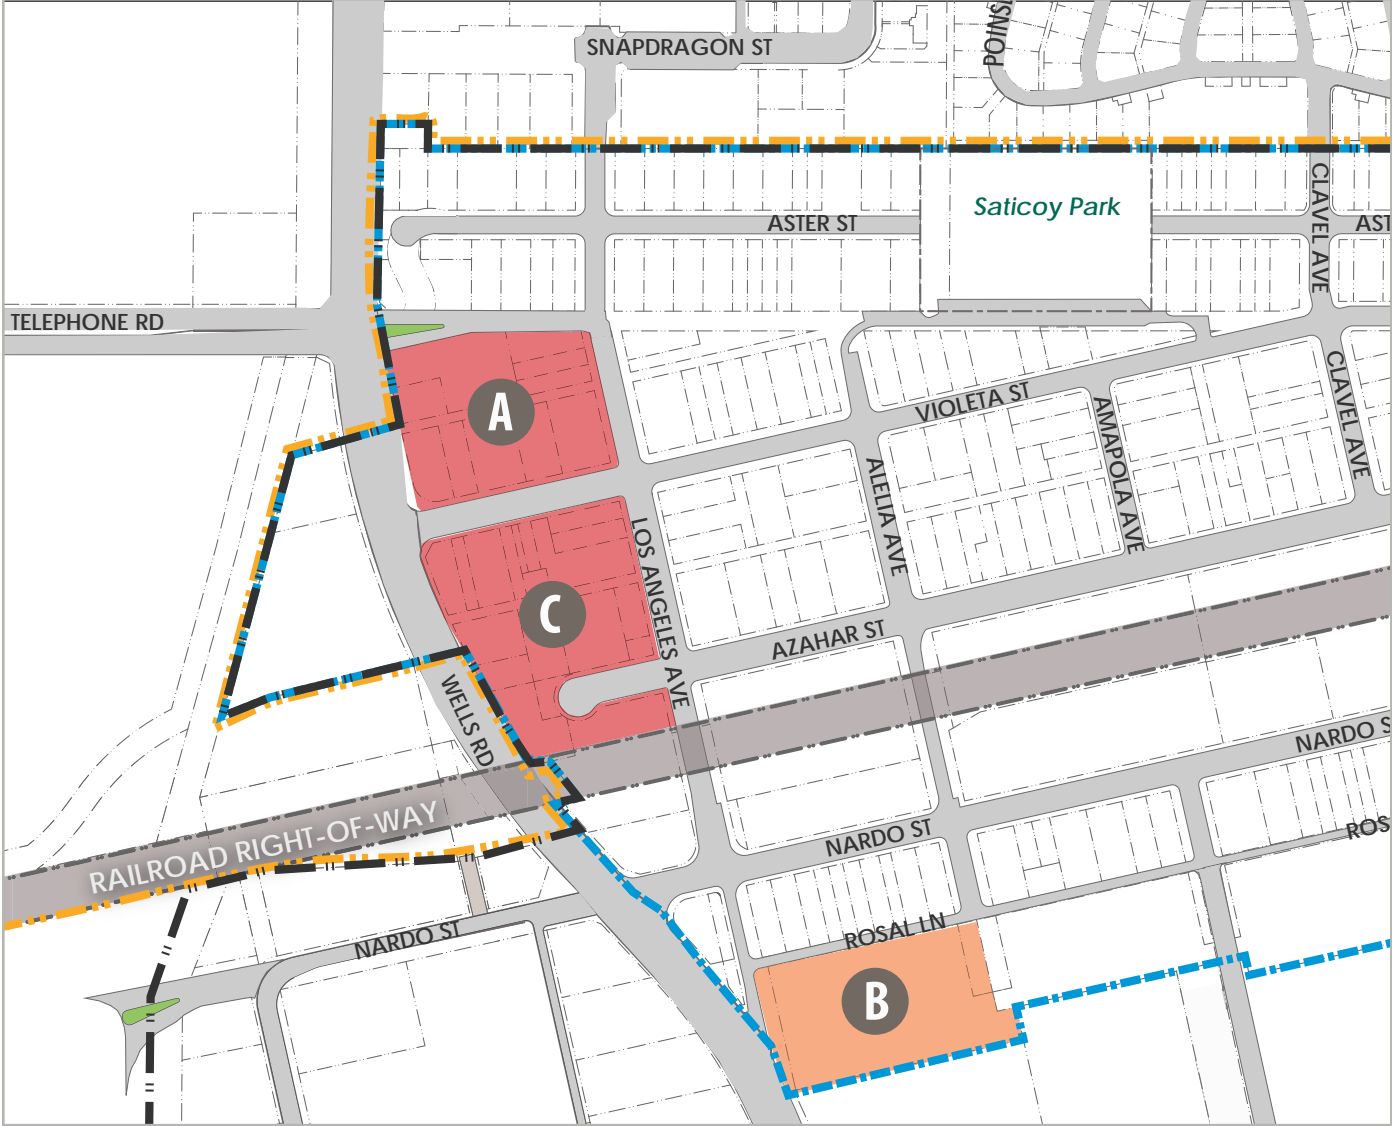 SNAPDRAGON ST
POINS
Saticoy Park
CLAVEL AVE
ASTER ST
AST
TELEPHONE RD
A
VIOLETA ST
CLAVEL AVE
AMAPOLA AVE
ALELIA AVE
LOS ANGELES AVE
C
AZAHAR ST
WELLS RD
NARDO S
RAILROAD RIGHT-OF-WAY
NARDO ST
ROS
NARDO ST
ROSAL LN
B